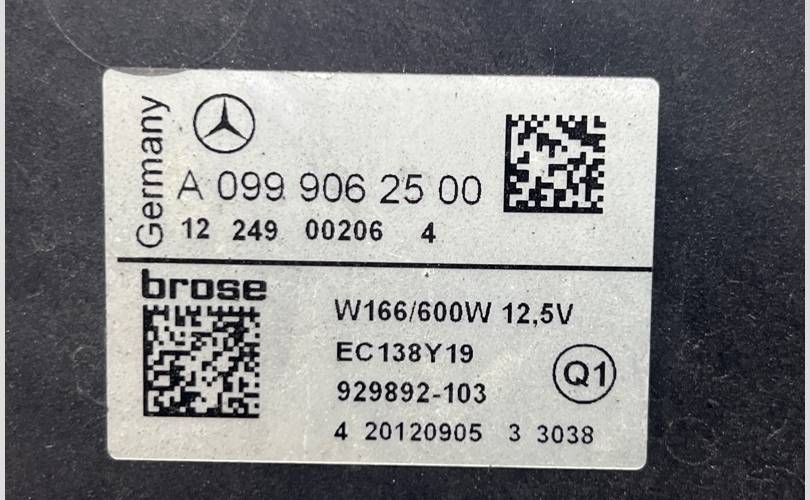 Germany
A 099 906 25 00
12 249 00206 4
brose
W166/600W 12,5V
EC138Y19
929892-103
Q1
4 20120905 3 3038